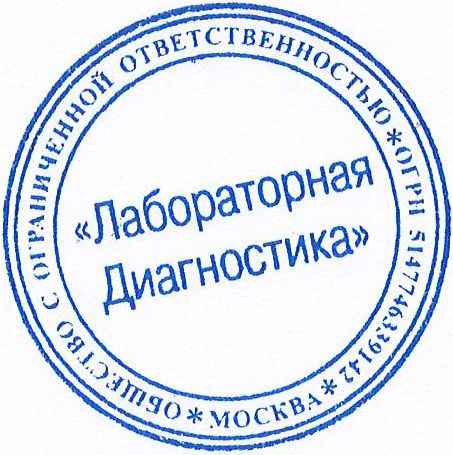 ОБЩЕСТВО С ОГРАНИЧЕННОЙ ОТВЕТСТВЕННОСТЬЮ * ОГРН 5147746339142 * МОСКВА *
«Лабораторная
Диагностика»